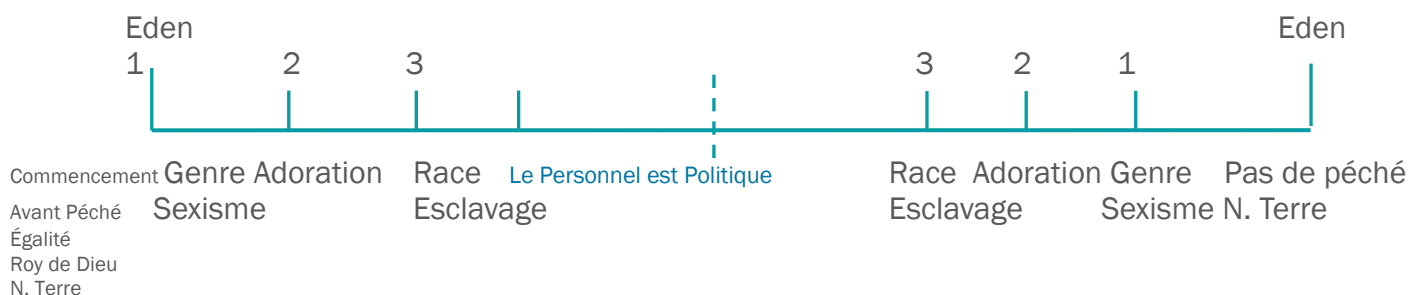 Eden Eden
1 2 3 3 2 1
Commencement Genre Adoration Race Le Personnel est Politique Race Adoration Genre Pas de péché
Avant Péché Sexisme Esclavage Esclavage Sexisme N. Terre
Égalité
Roy de Dieu
N. Terre